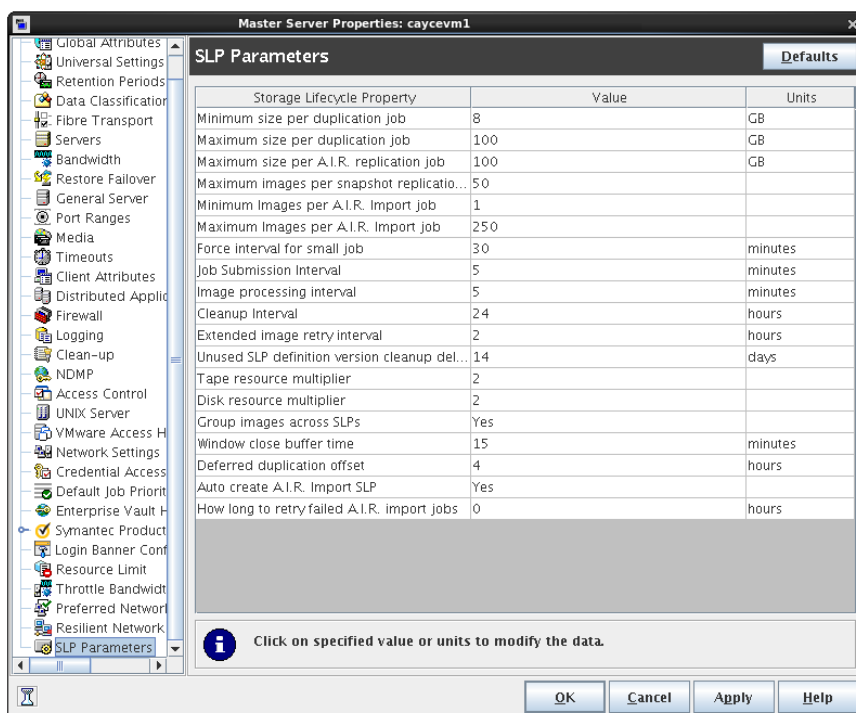 Master Server Properties: caycevm1
Global Attributes
Universal Settings
Retention Periods
Data Classification
Fibre Transport
Servers
Bandwidth
Restore Failover
General Server
Port Ranges
Media
Timeouts
Client Attributes
Distributed Applic
Firewall
Logging
Clean-up
NDMP
Access Control
UNIX Server
VMware Access H
Network Settings
Credential Access
Default Job Priorit
Enterprise Vault H
Symantec Product
Login Banner Conf
Resource Limit
Throttle Bandwidt
Preferred Networ
Resilient Network
SLP Parameters
SLP Parameters
Defaults
Storage Lifecycle Property Value Units
Minimum size per duplication job 8 GB
Maximum size per duplication job 100 GB
Maximum size per A.I.R. replication job 100 GB
Maximum images per snapshot replicatio... 50
Minimum Images per A.I.R. Import job 1
Maximum Images per A.I.R. Import job 250
Force interval for small job 30 minutes
Job Submission Interval 5 minutes
Image processing interval 5 minutes
Cleanup Interval 24 hours
Extended image retry interval 2 hours
Unused SLP definition version cleanup del... 14 days
Tape resource multiplier 2
Disk resource multiplier 2
Group images across SLPs Yes
Window close buffer time 15 minutes
Deferred duplication offset 4 hours
Auto create A.I.R. Import SLP Yes
How long to retry failed A.I.R. import jobs 0 hours
Click on specified value or units to modify the data.
OK Cancel Apply Help